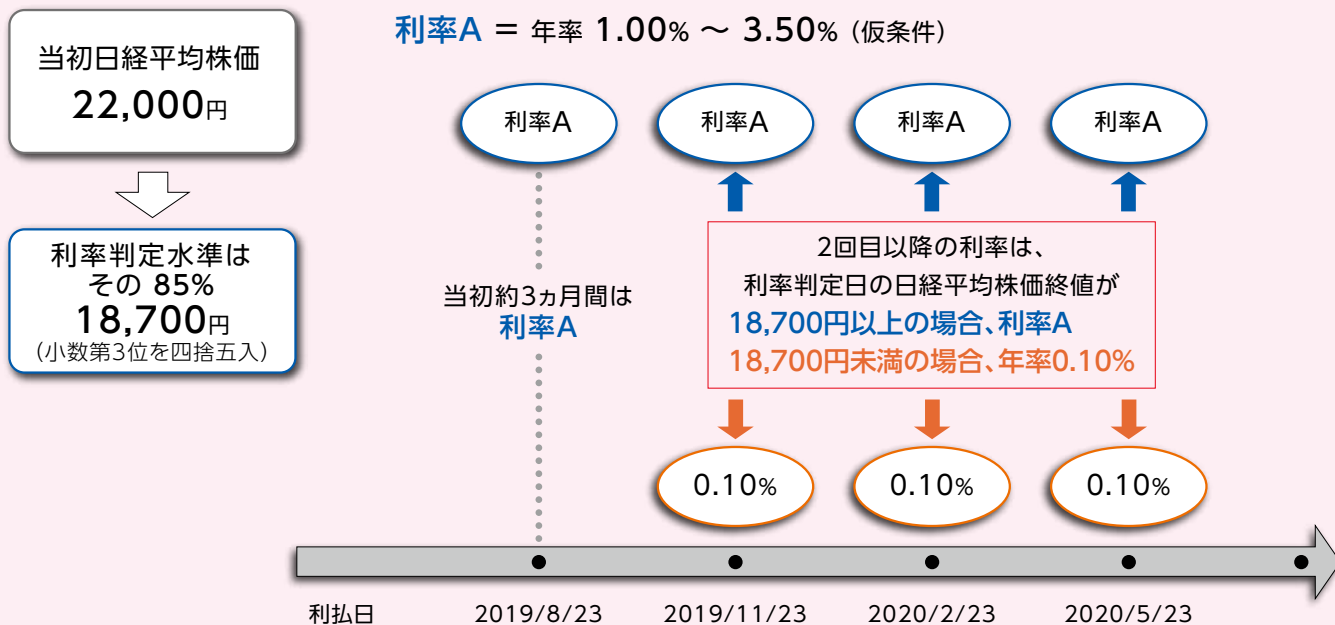 利率A = 年率 1.00% ～ 3.50% (仮条件)
当初日経平均株価
22,000円
利率判定水準は
その 85%
18,700円
(小数第3位を四捨五入)
利率A
利率A
利率A
利率A
当初約3ヵ月間は
利率A
2回目以降の利率は、
利率判定日の日経平均株価終値が
18,700円以上の場合、利率A
18,700円未満の場合、年率0.10%
0.10%
0.10%
0.10%
利払日 2019/8/23 2019/11/23 2020/2/23 2020/5/23